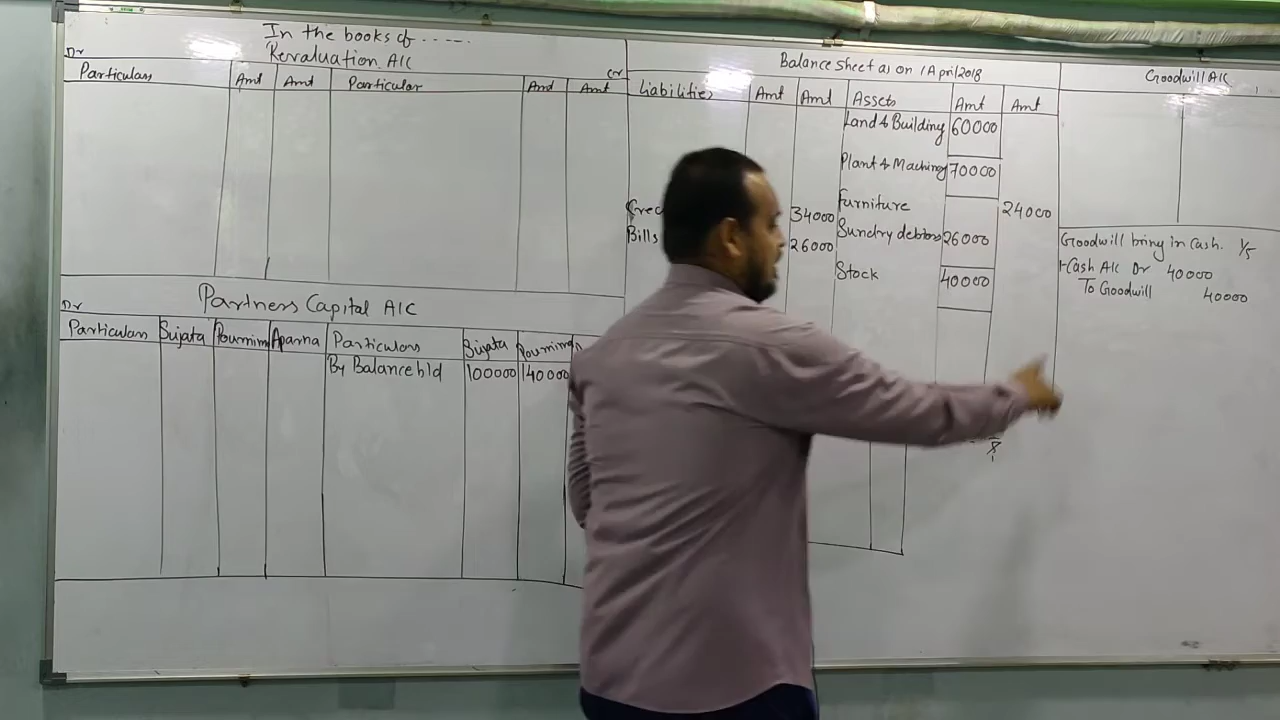 In the books of ------
Revaluation A/C
Dr
Cr
Particulars Amt Amt Particular Amt Amt
Partners Capital A/C
Dr
Particulars Sujata Pournima Aparna Particulars Sujata Pournima
By Balance b/d 100000 140000
Balance Sheet as on 1 April 2018
Liabilities Amt Amt Assets Amt Amt
Land & Building 60000
Plant & Machinery 70000
34000 Furniture 24000
Bills 26000 Sundry debtors 26000
Stock 40000
Goodwill A/C
Goodwill bring in Cash. 1/5
Cash A/C Dr 40000
To Goodwill 40000